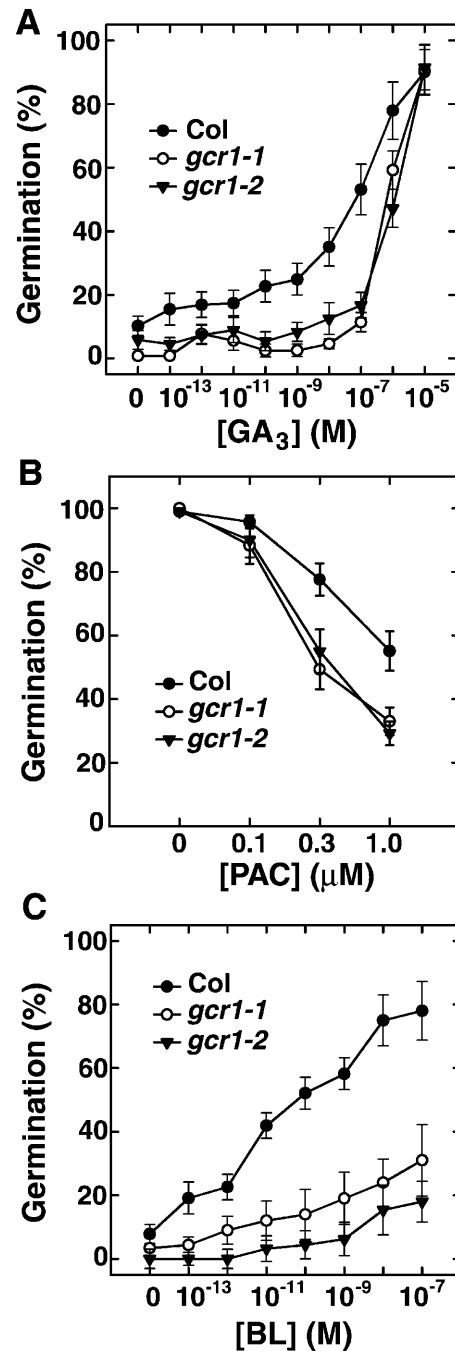 A
Germination (%)
100
80
60
40
20
0
Col
gcr1-1
gcr1-2
0 10⁻¹³ 10⁻¹¹ 10⁻⁹ 10⁻⁷ 10⁻⁵
[GA₃] (M)
B
Germination (%)
100
80
60
40
20
0
Col
gcr1-1
gcr1-2
0 0.1 0.3 1.0
[PAC] (μM)
C
Germination (%)
100
80
60
40
20
0
Col
gcr1-1
gcr1-2
0 10⁻¹³ 10⁻¹¹ 10⁻⁹ 10⁻⁷
[BL] (M)